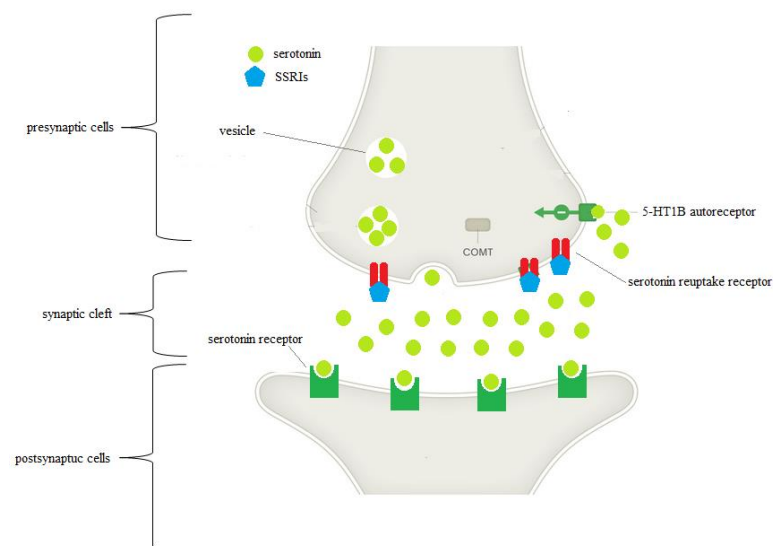 serotonin
SSRIs
presynaptic cells
vesicle
5-HT1B autoreceptor
COMT
serotonin reuptake receptor
synaptic cleft
serotonin receptor
postsynaptuc cells